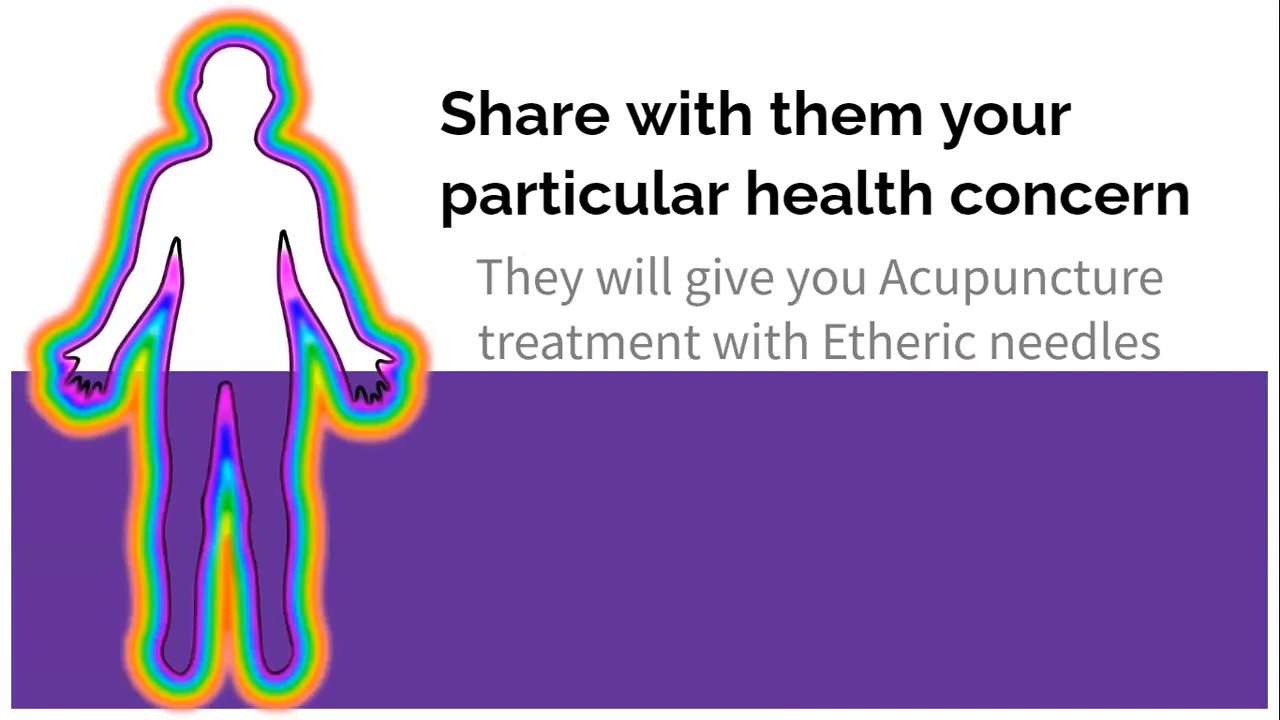 Share with them your
particular health concern
They will give you Acupuncture
treatment with Etheric needles